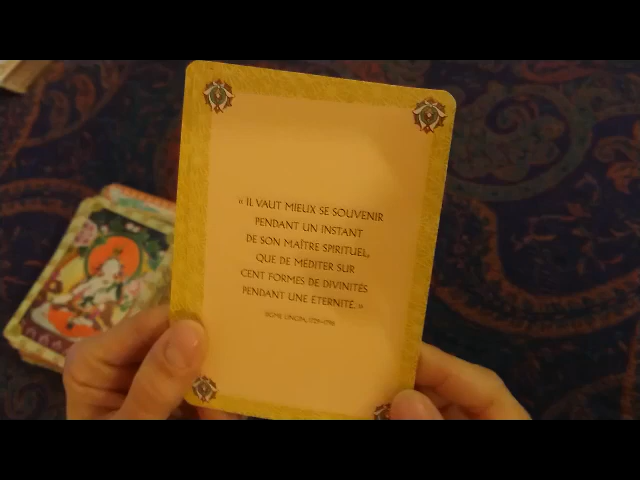 « IL VAUT MIEUX SE SOUVENIR
PENDANT UN INSTANT
DE SON MAÎTRE SPIRITUEL,
QUE DE MÉDITER SUR
CENT FORMES DE DIVINITÉS
PENDANT UNE ÉTERNITÉ. »